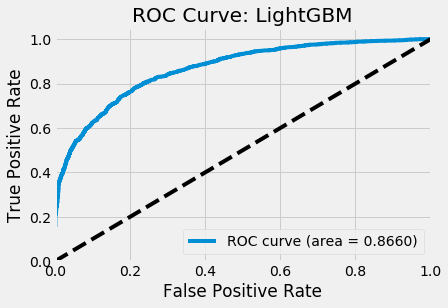 ROC Curve: LightGBM
True Positive Rate
1.0
0.8
0.6
0.4
0.2
0.0
ROC curve (area = 0.8660)
0.0 0.2 0.4 0.6 0.8 1.0
False Positive Rate